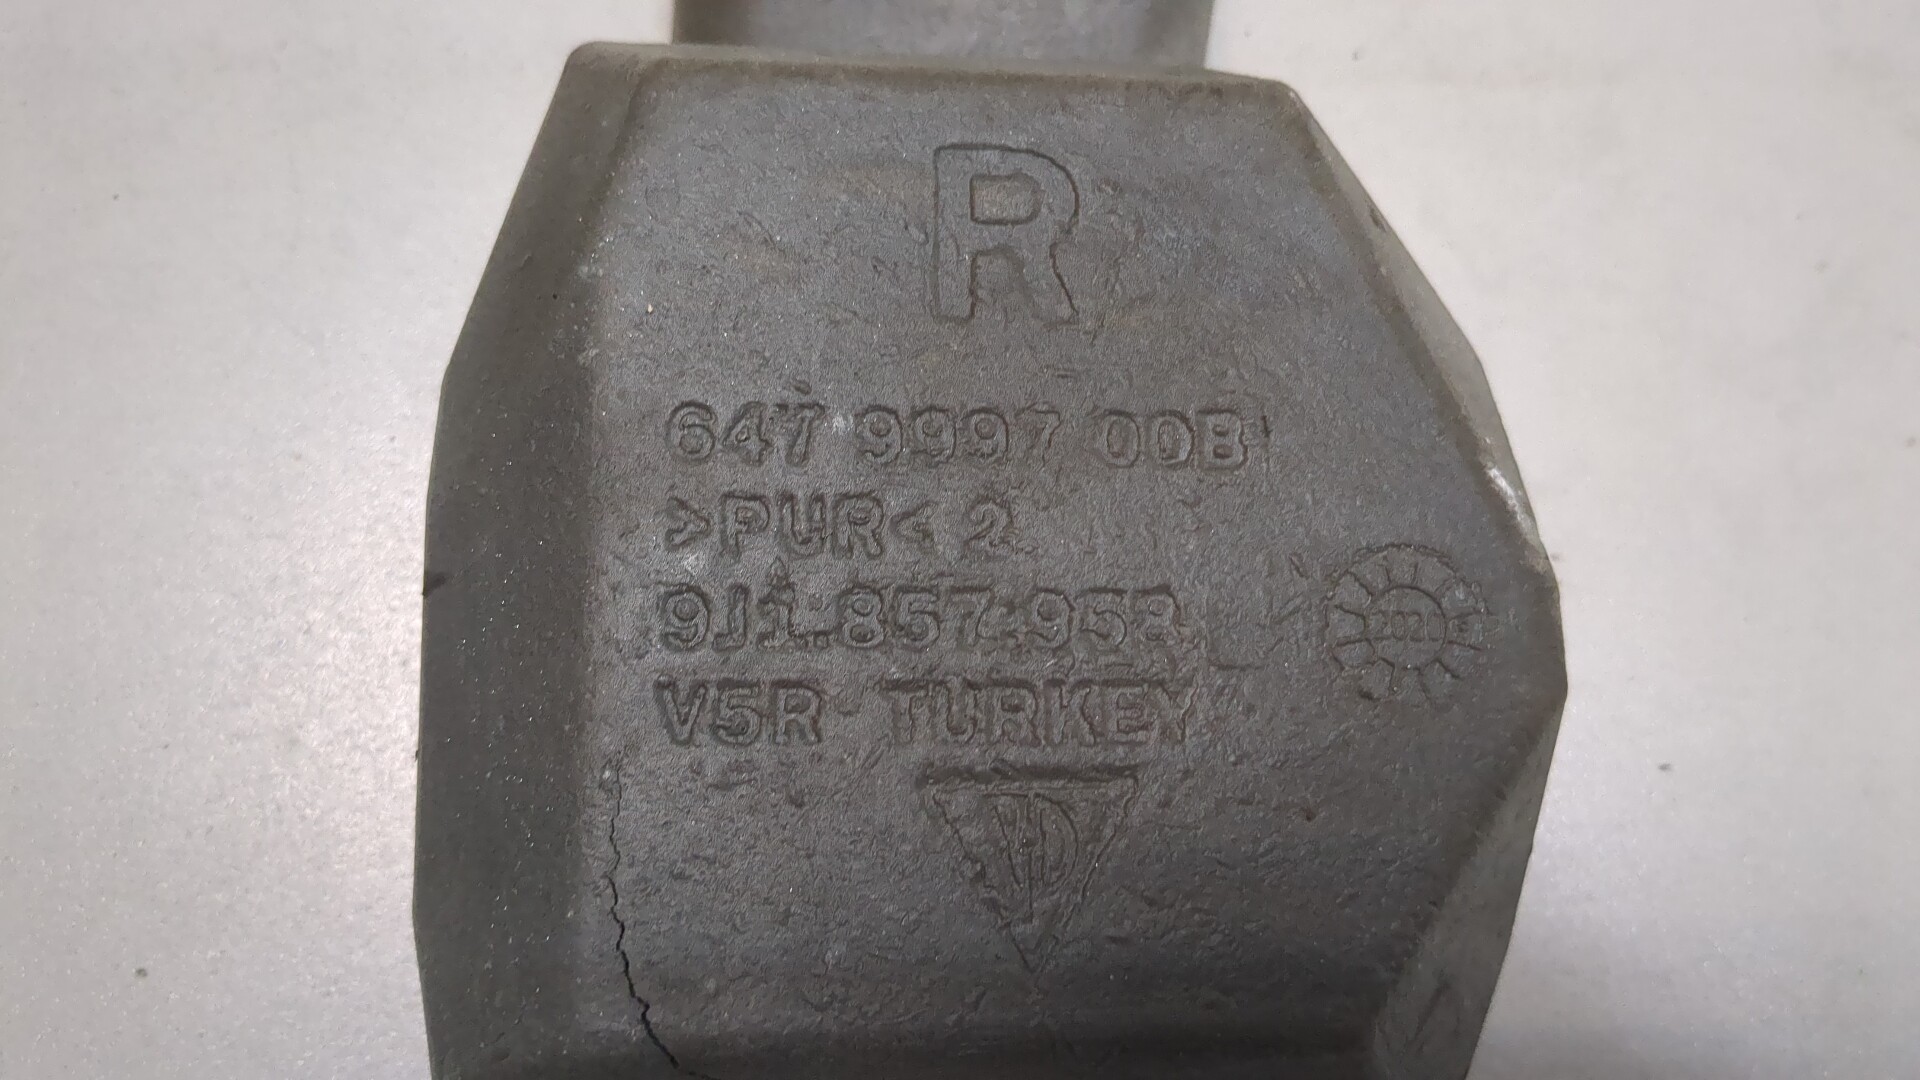 R
647 9997 00B
>PUR< 2
9J1.857.958
V5R TURKEY